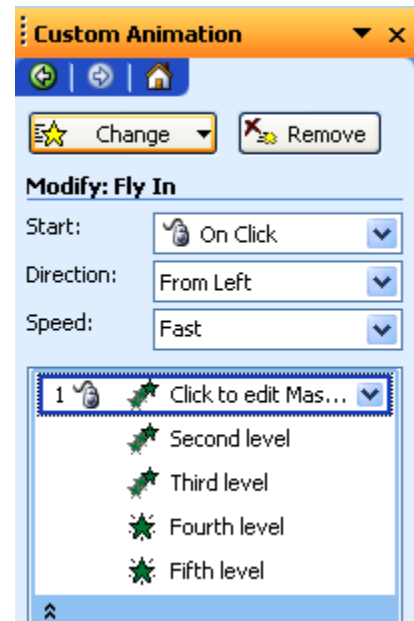 Custom Animation
Change Remove
Modify: Fly In
Start: On Click
Direction: From Left
Speed: Fast
1 Click to edit Mas...
Second level
Third level
Fourth level
Fifth level